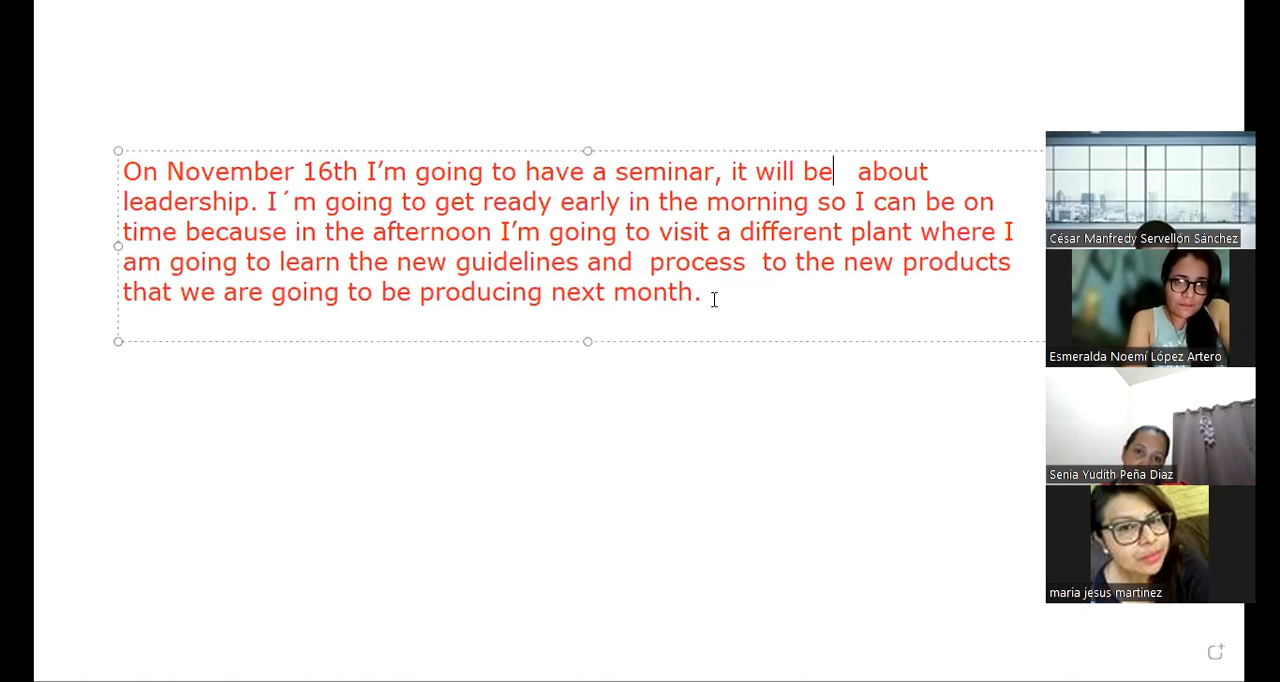 On November 16th I’m going to have a seminar, it will be about
leadership. I´m going to get ready early in the morning so I can be on
time because in the afternoon I’m going to visit a different plant where I
am going to learn the new guidelines and process to the new products
that we are going to be producing next month.
César Manfredy Servellón Sánchez
Esmeralda Noemí López Artero
Senia Yudith Peña Diaz
maria jesus martinez